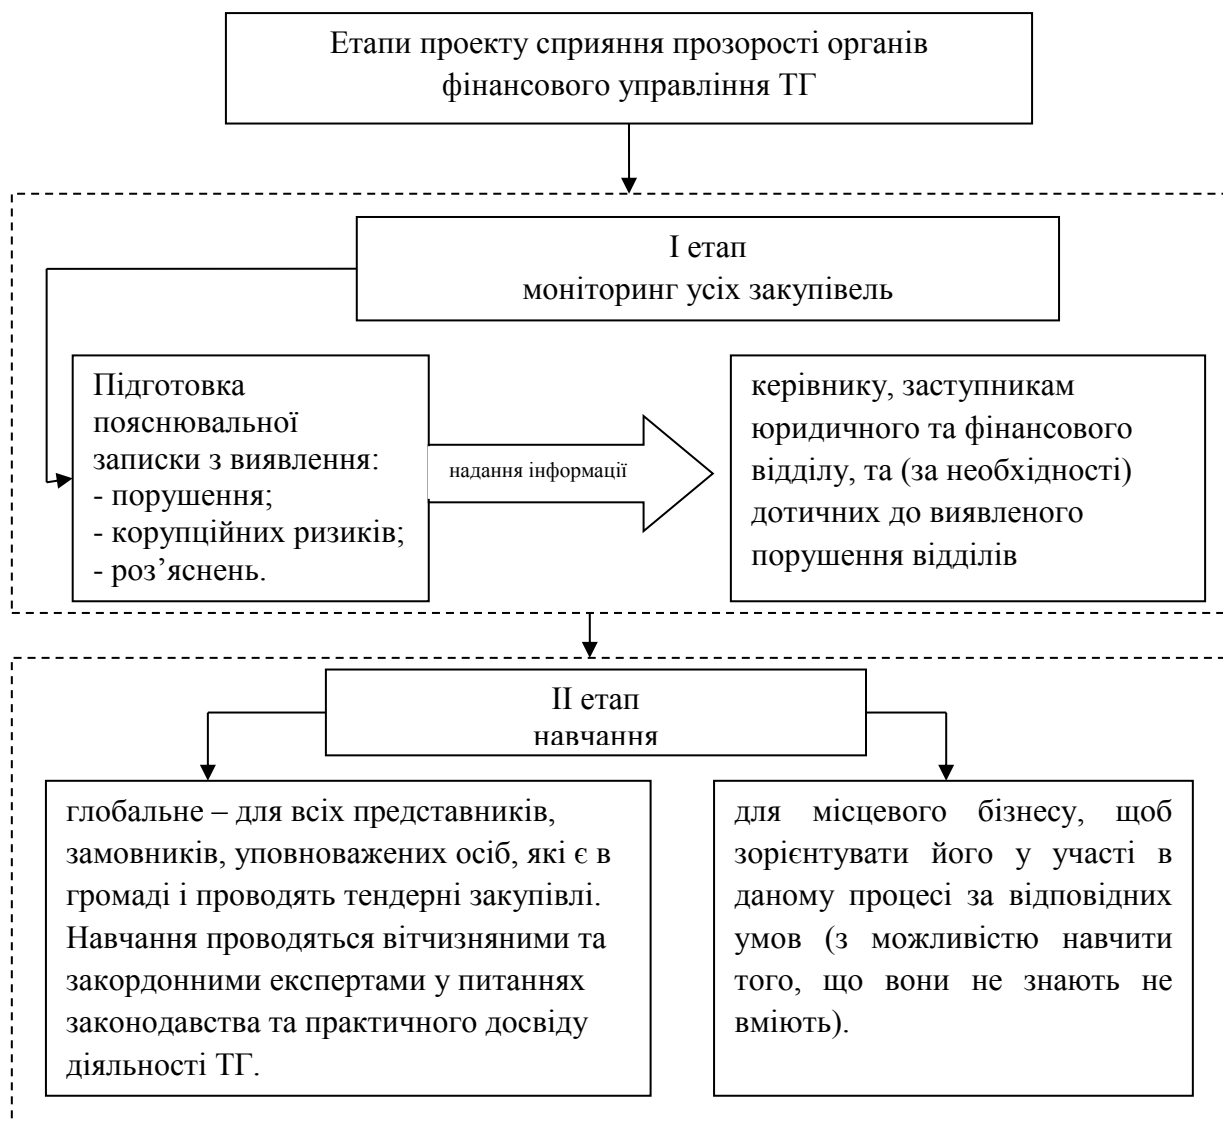 Етапи проекту сприяння прозорості органів
фінансового управління ТГ
І етап
моніторинг усіх закупівель
Підготовка
пояснювальної
записки з виявлення:
- порушення;
- корупційних ризиків;
- роз’яснень.
надання інформації
керівнику, заступникам
юридичного та фінансового
відділу, та (за необхідності)
дотичних до виявленого
порушення відділів
ІІ етап
навчання
глобальне – для всіх представників,
замовників, уповноважених осіб, які є в
громаді і проводять тендерні закупівлі.
Навчання проводяться вітчизняними та
закордонними експертами у питаннях
законодавства та практичного досвіду
діяльності ТГ.
для місцевого бізнесу, щоб
зорієнтувати його у участі в
даному процесі за відповідних
умов (з можливістю навчити
того, що вони не знають не
вміють).